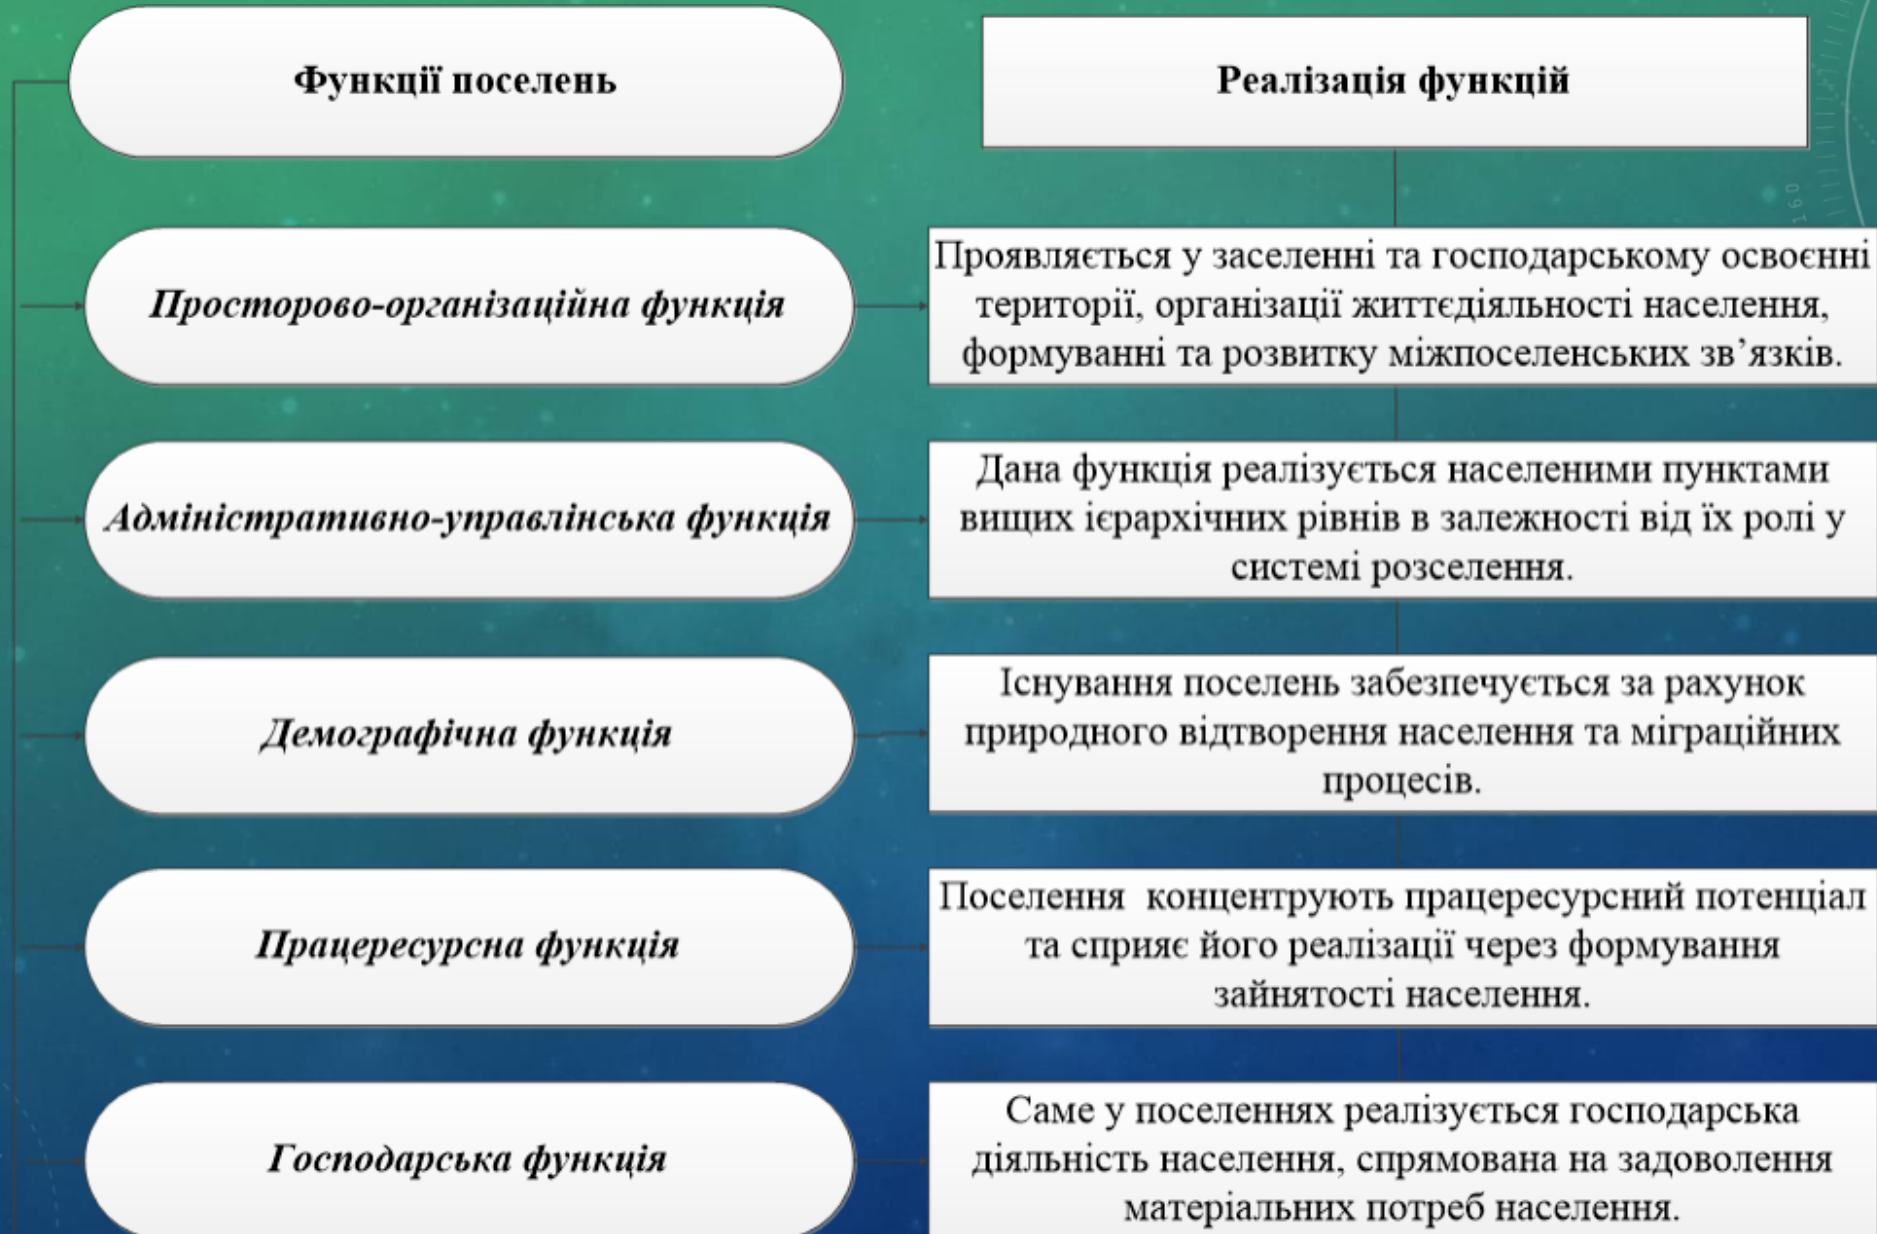 Функції поселень
Реалізація функцій
Просторово-організаційна функція
Проявляється у заселенні та господарському освоєнні
території, організації життєдіяльності населення,
формуванні та розвитку міжпоселенських зв’язків.
Адміністративно-управлінська функція
Дана функція реалізується населеними пунктами
вищих ієрархічних рівнів в залежності від їх ролі у
системі розселення.
Демографічна функція
Існування поселень забезпечується за рахунок
природного відтворення населення та міграційних
процесів.
Працересурсна функція
Поселення концентрують працересурсний потенціал
та сприяє його реалізації через формування
зайнятості населення.
Господарська функція
Саме у поселеннях реалізується господарська
діяльність населення, спрямована на задоволення
матеріальних потреб населення.
160